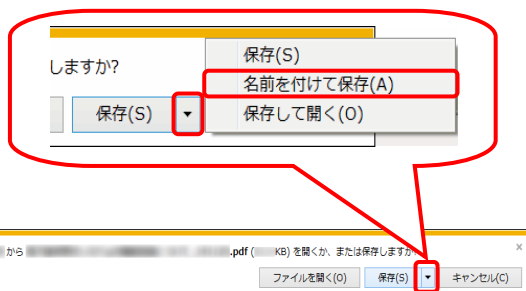 しますか?
保存(S)
保存(S)
名前を付けて保存(A)
保存して開く(O)
から .pdf ( KB) を開くか、または保存しますか?
ファイルを開く(O) 保存(S) キャンセル(C)